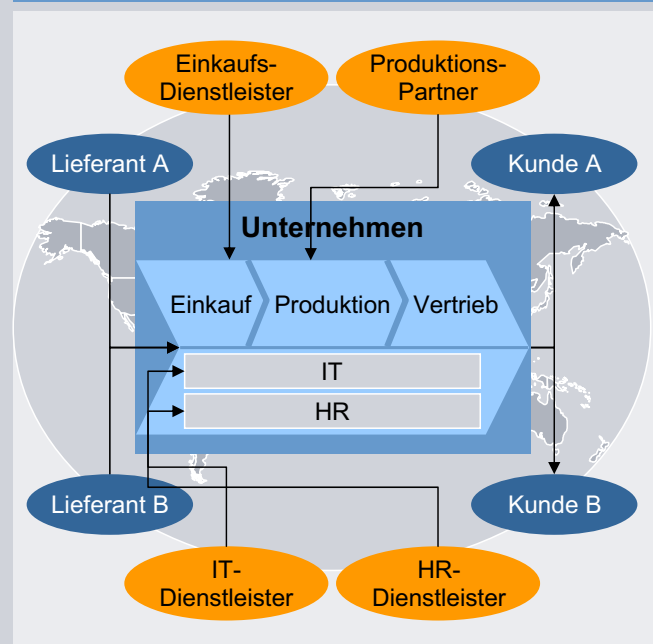 Einkaufs-
Dienstleister
Produktions-
Partner
Lieferant A
Kunde A
Unternehmen
Einkauf
Produktion
Vertrieb
IT
HR
Lieferant B
Kunde B
IT-
Dienstleister
HR-
Dienstleister